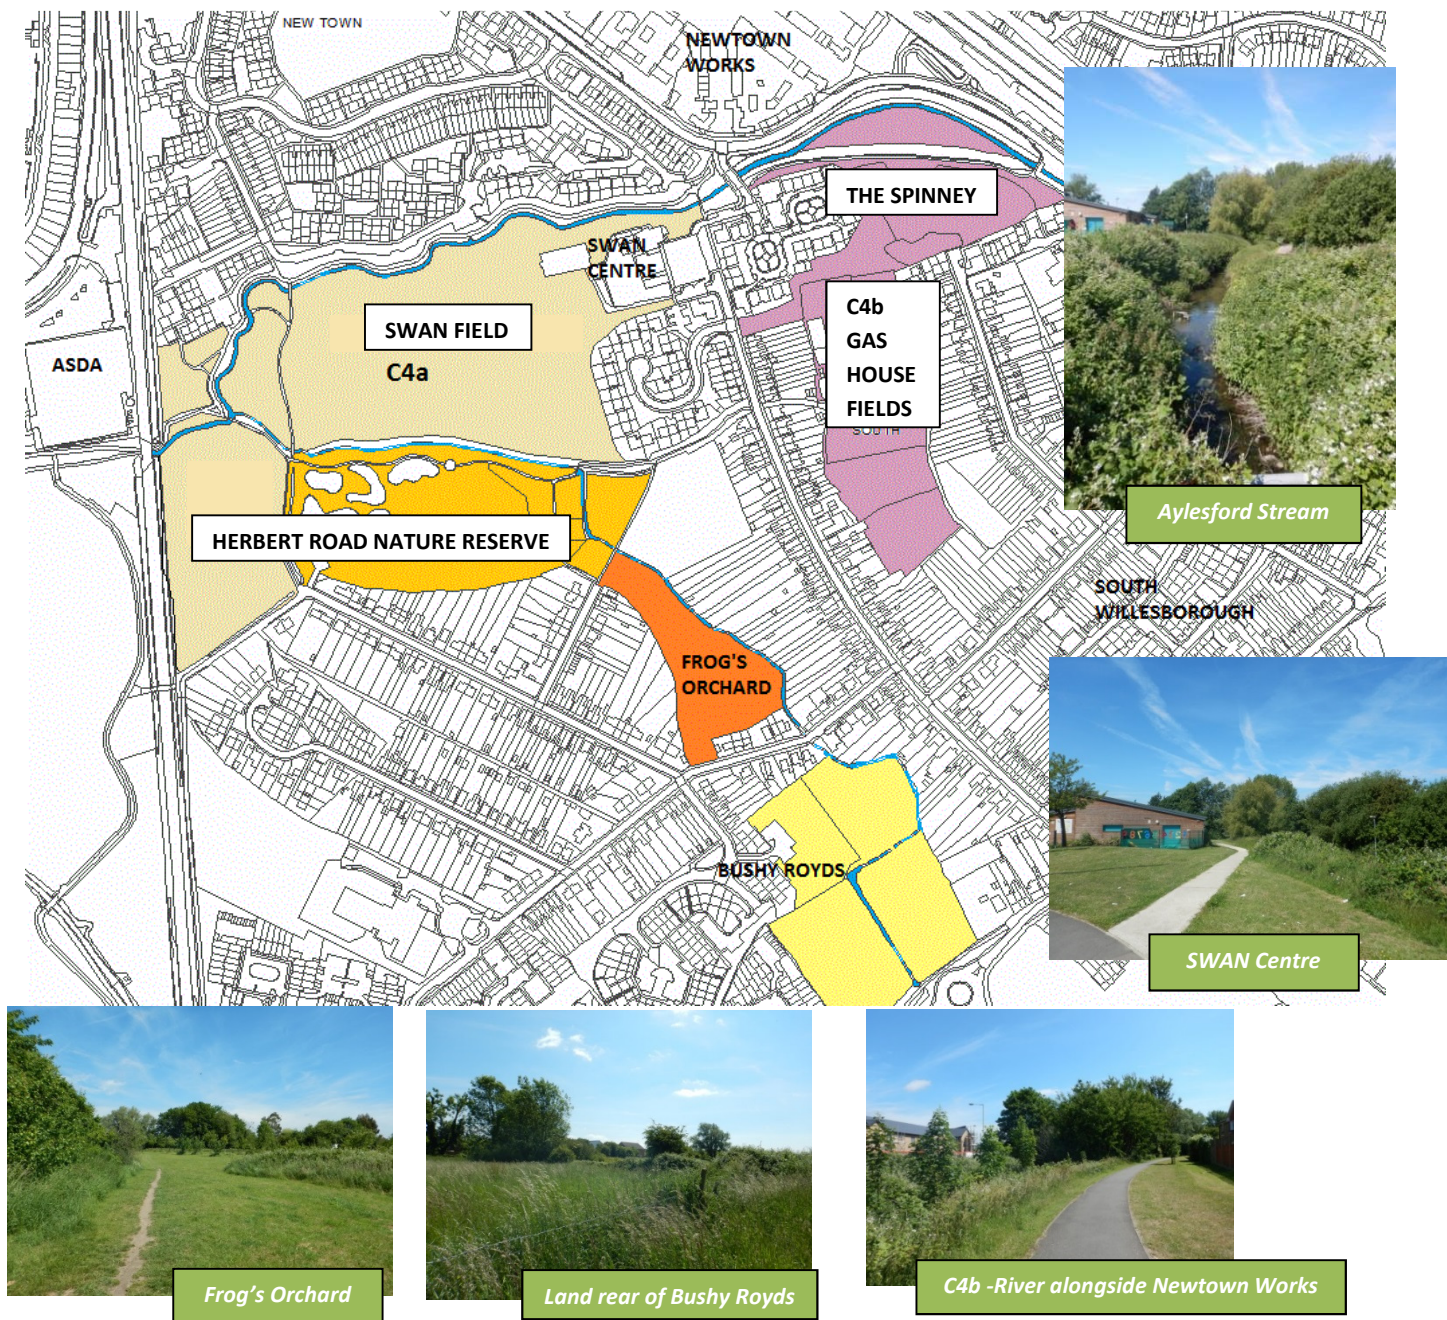 NEW TOWN
NEWTOWN
WORKS
THE SPINNEY
SWAN
CENTRE
C4b
GAS
HOUSE
FIELDS
SOUTH
SWAN FIELD
C4a
ASDA
HERBERT ROAD NATURE RESERVE
Aylesford Stream
SOUTH
WILLESBOROUGH
FROG'S
ORCHARD
BUSHY ROYDS
SWAN Centre
Frog's Orchard
Land rear of Bushy Royds
C4b -River alongside Newtown Works